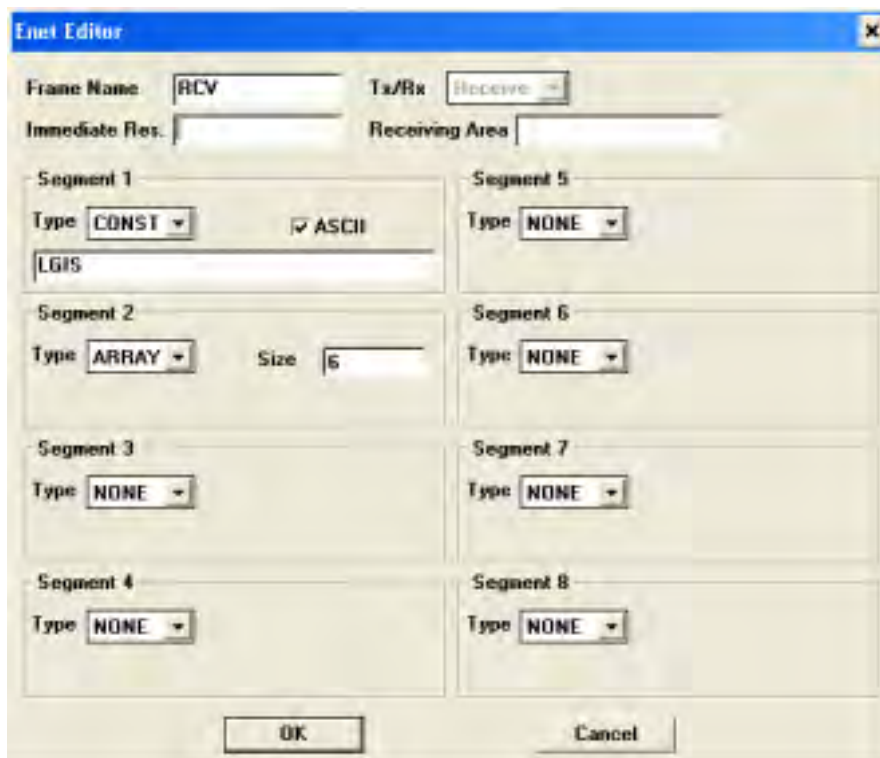 Enet Editor
Frame Name RCV Tx/Rx Receive
Immediate Res. Receiving Area
Segment 1
Type CONST ASCII
LGIS
Segment 2
Type ARRAY Size 6
Segment 3
Type NONE
Segment 4
Type NONE
Segment 5
Type NONE
Segment 6
Type NONE
Segment 7
Type NONE
Segment 8
Type NONE
OK Cancel